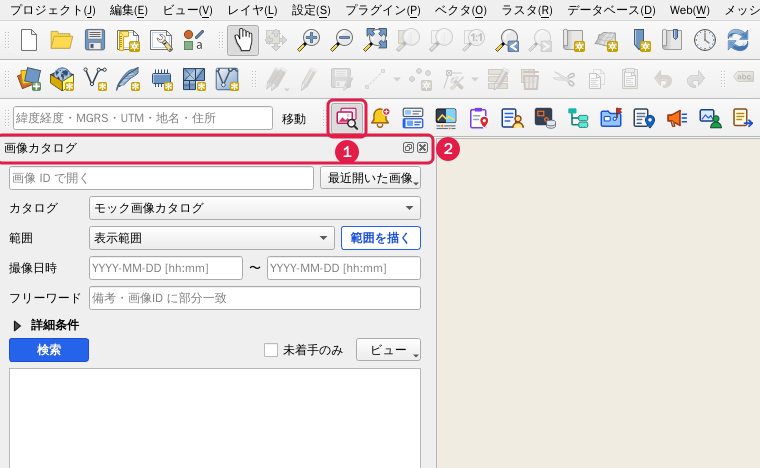 プロジェクト(J) 編集(E) ビュー(V) レイヤ(L) 設定(S) プラグイン(P) ベクタ(O) ラスタ(R) データベース(D) Web(W) メッシ
a
1:1
abc
緯度経度・MGRS・UTM・地名・住所 移動
画像カタログ
1 2
画像 ID で開く 最近開いた画像
カタログ モック画像カタログ
範囲 表示範囲 範囲を描く
撮像日時 YYYY-MM-DD [hh:mm] 〜 YYYY-MM-DD [hh:mm]
フリーワード 備考・画像ID に部分一致
詳細条件
検索 未着手のみ ビュー